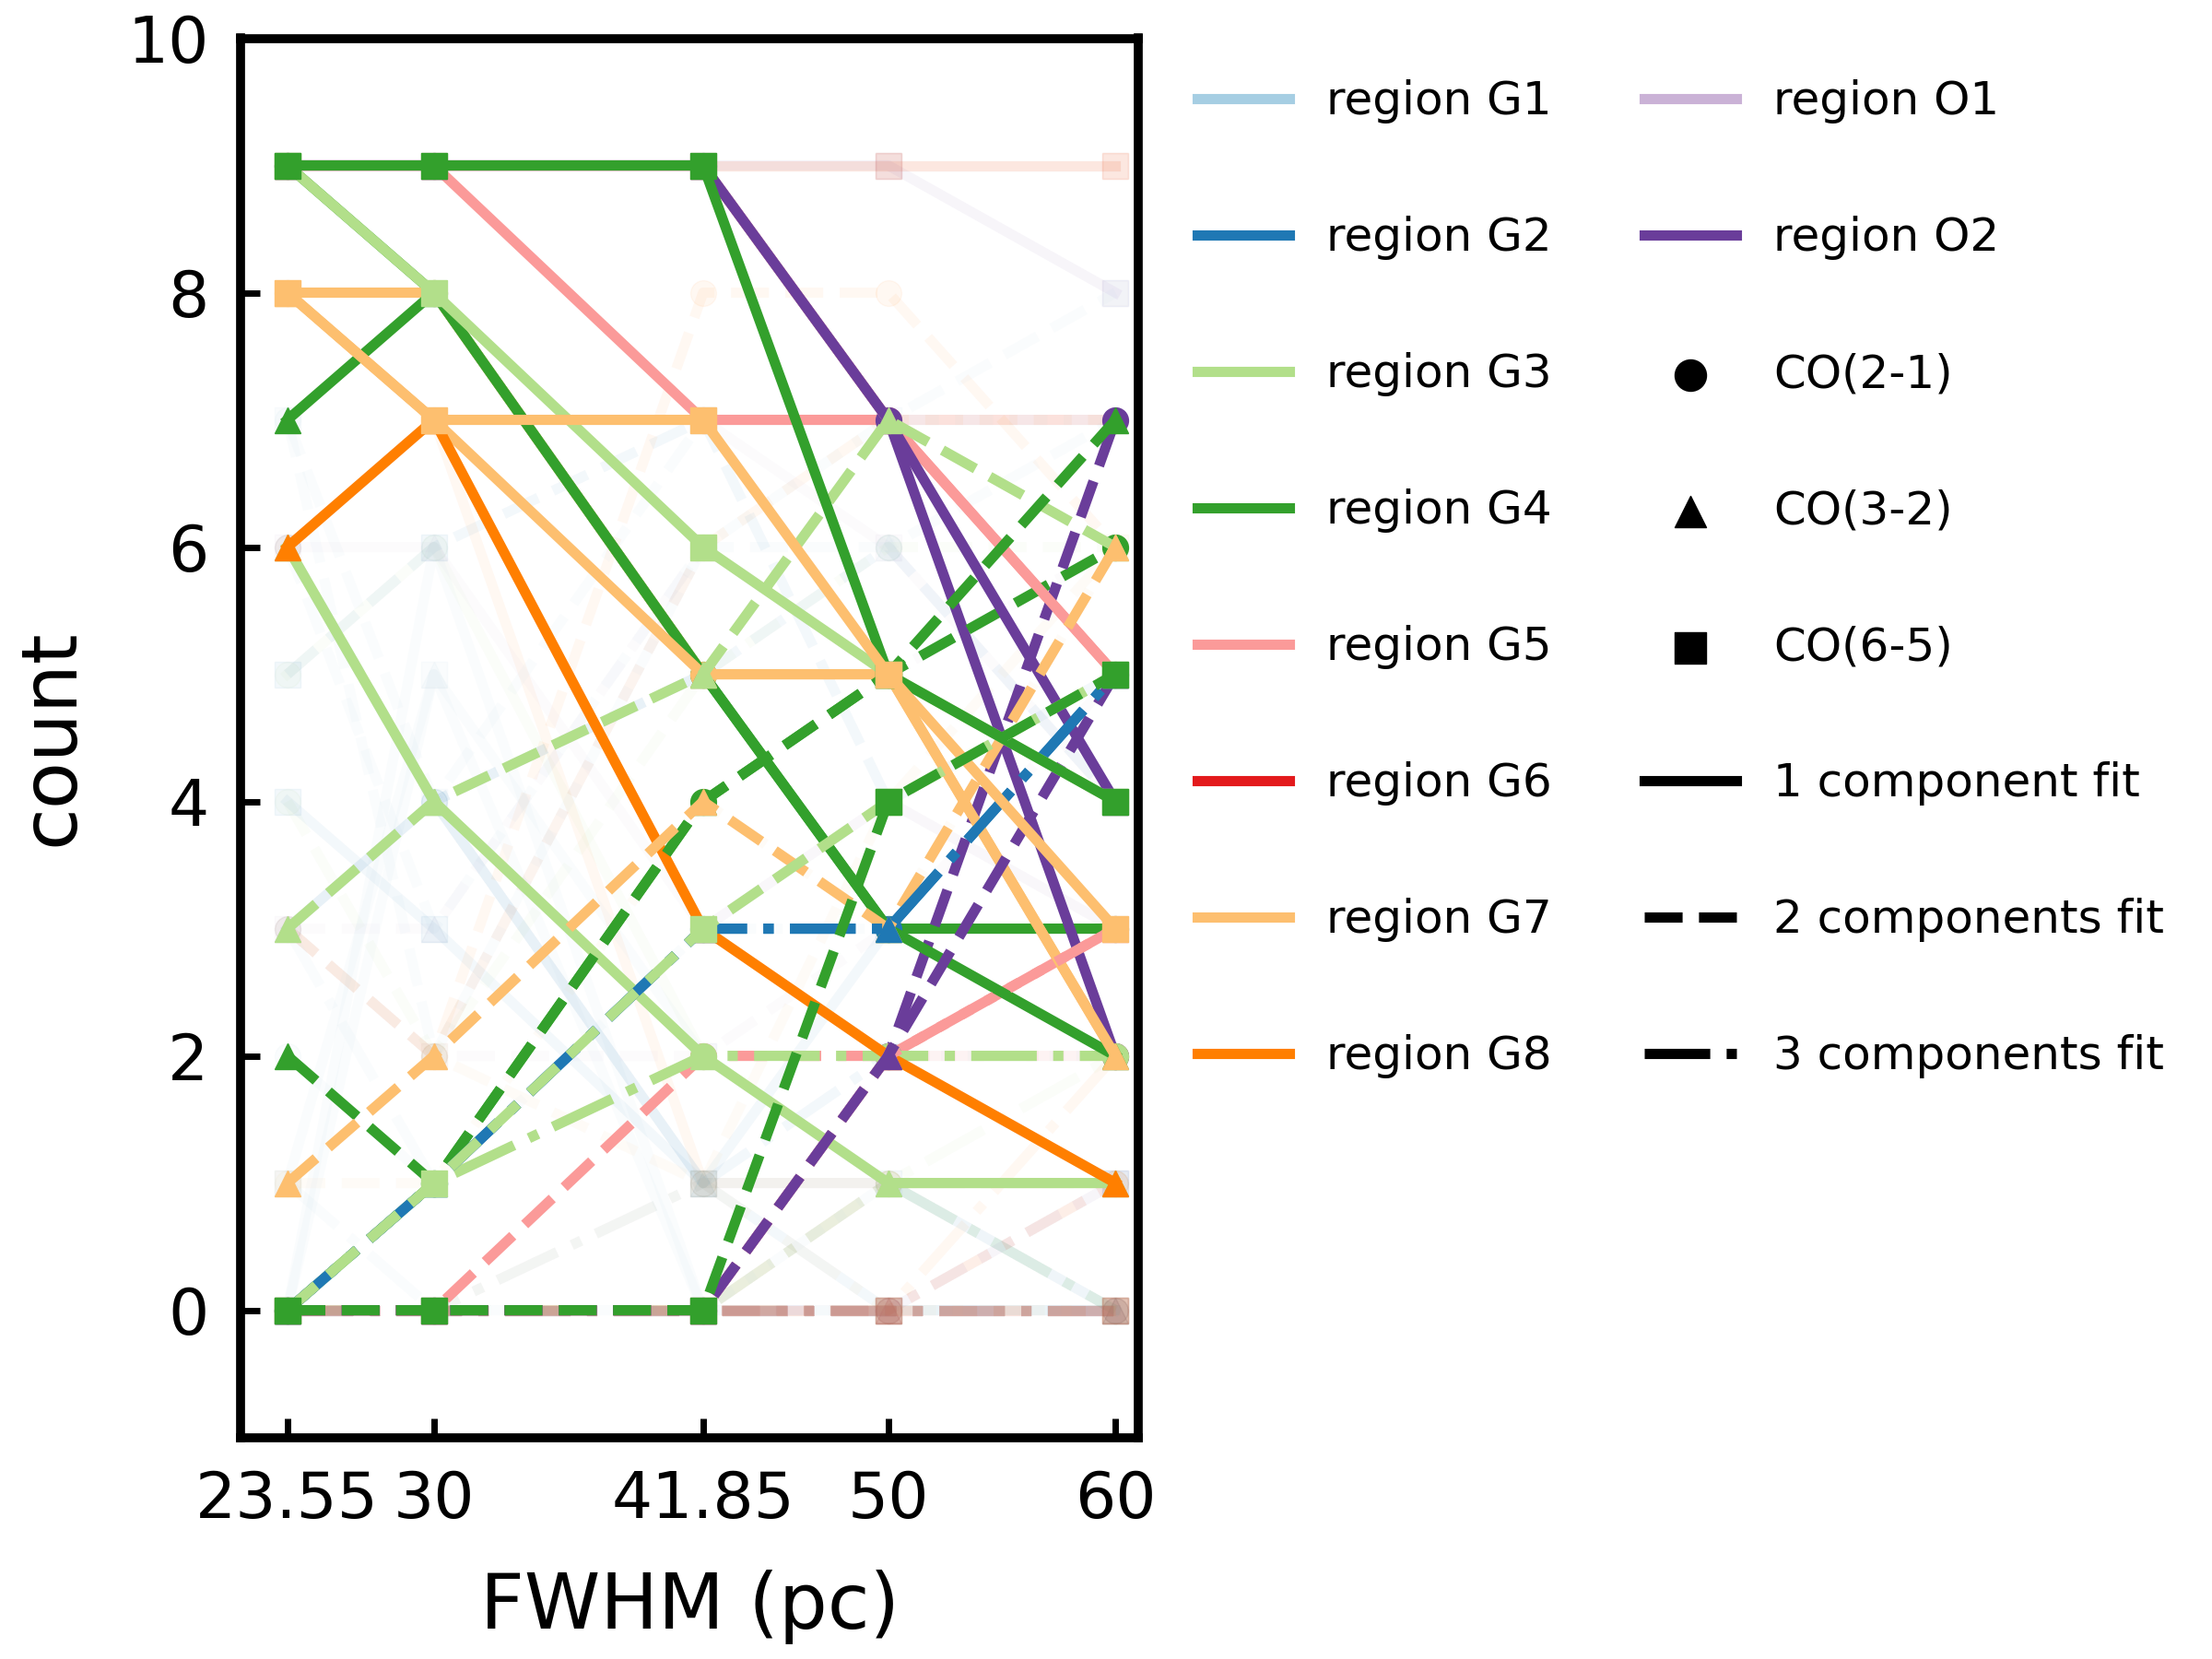 10
8
6
4
2
0
count
23.55 30 41.85 50 60
FWHM (pc)
region G1
region G2
region G3
region G4
region G5
region G6
region G7
region G8
region O1
region O2
CO(2-1)
CO(3-2)
CO(6-5)
1 component fit
2 components fit
3 components fit